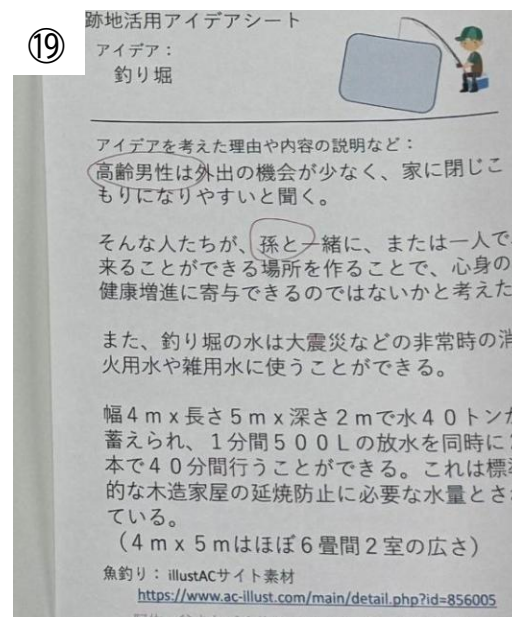 ⑲
跡地活用アイデアシート
アイデア：
釣り堀
アイデアを考えた理由や内容の説明など：
高齢男性は外出の機会が少なく、家に閉じこ
もりになりやすいと聞く。
そんな人たちが、孫と一緒に、または一人で
来ることができる場所を作ることで、心身の
健康増進に寄与できるのではないかと考えた
また、釣り堀の水は大震災などの非常時の消
火用水や雑用水に使うことができる。
幅４ｍｘ長さ５ｍｘ深さ２ｍで水４０トンが
蓄えられ、１分間５００Ｌの放水を同時に
本で４０分間行うことができる。これは標準
的な木造家屋の延焼防止に必要な水量とさ
ている。
（４ｍｘ５ｍはほぼ６畳間２室の広さ）
魚釣り：illustACサイト素材
https://www.ac-illust.com/main/detail.php?id=856005